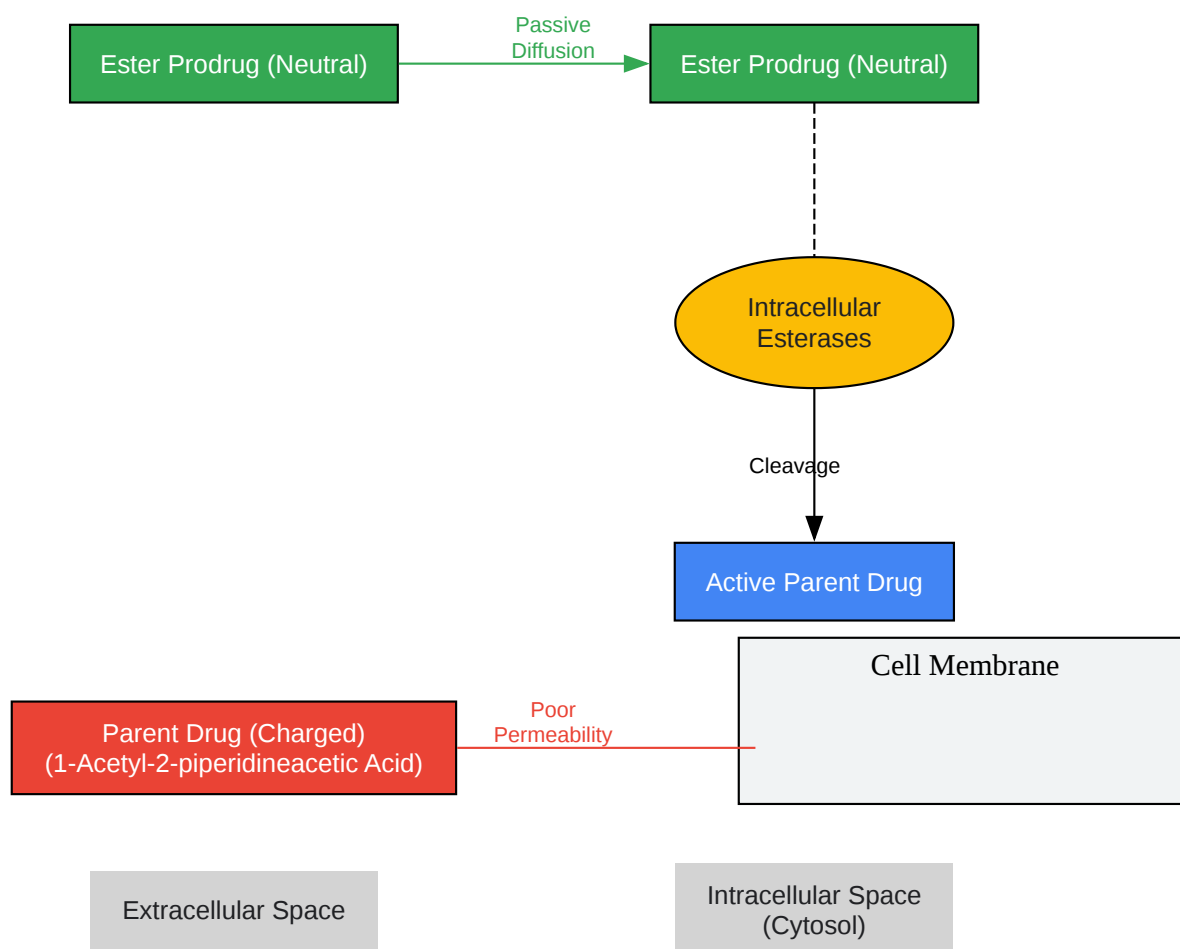 Passive
Diffusion
Ester Prodrug (Neutral)
Ester Prodrug (Neutral)
Intracellular
Esterases
Cleavage
Active Parent Drug
Cell Membrane
Parent Drug (Charged)
(1-Acetyl-2-piperidineacetic Acid)
Poor
Permeability
Extracellular Space
Intracellular Space
(Cytosol)